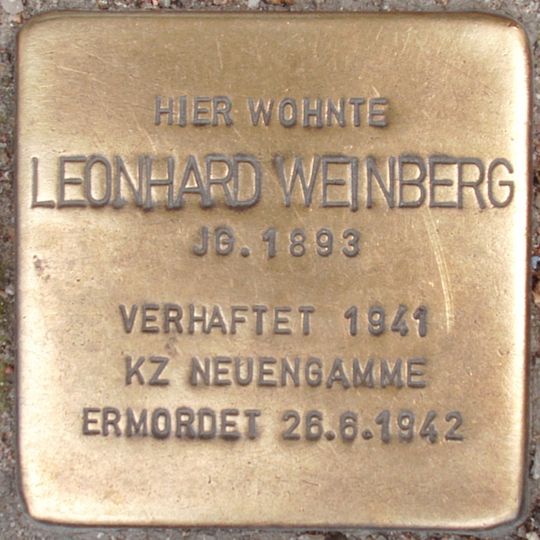 HIER WOHNTE
LEONHARD WEINBERG
JG. 1893
VERHAFTET 1941
KZ NEUENGAMME
ERMORDET 26.6.1942